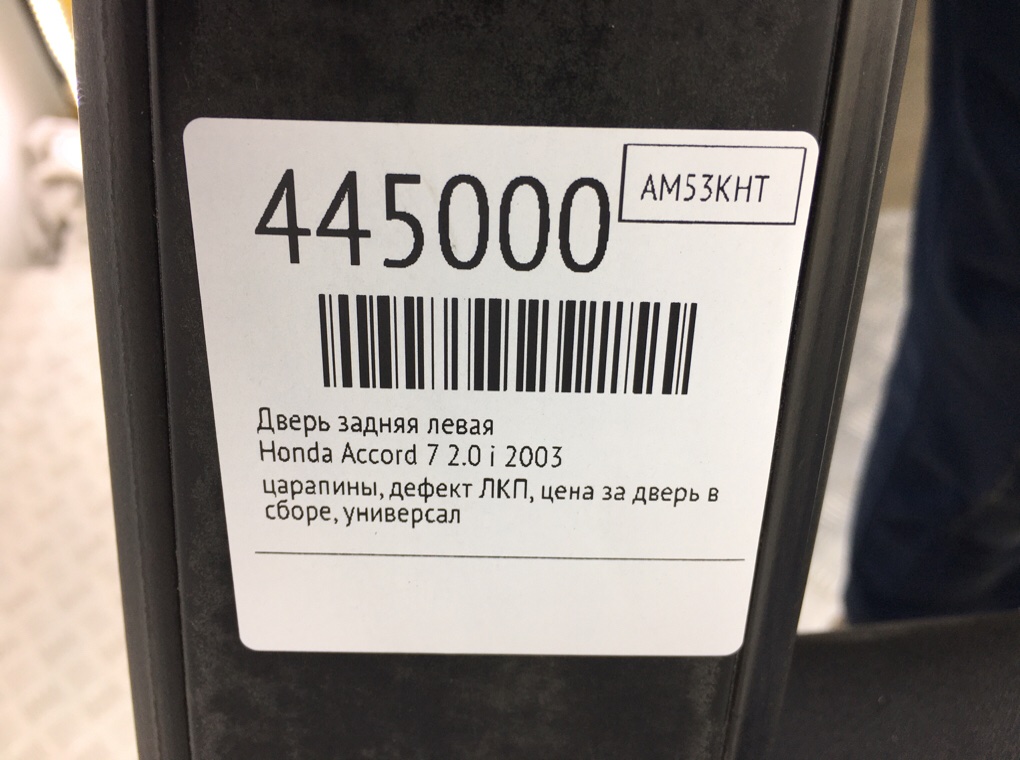 445000
AM53KHT
Дверь задняя левая
Honda Accord 7 2.0 i 2003
царапины, дефект ЛКП, цена за дверь в
сборе, универсал